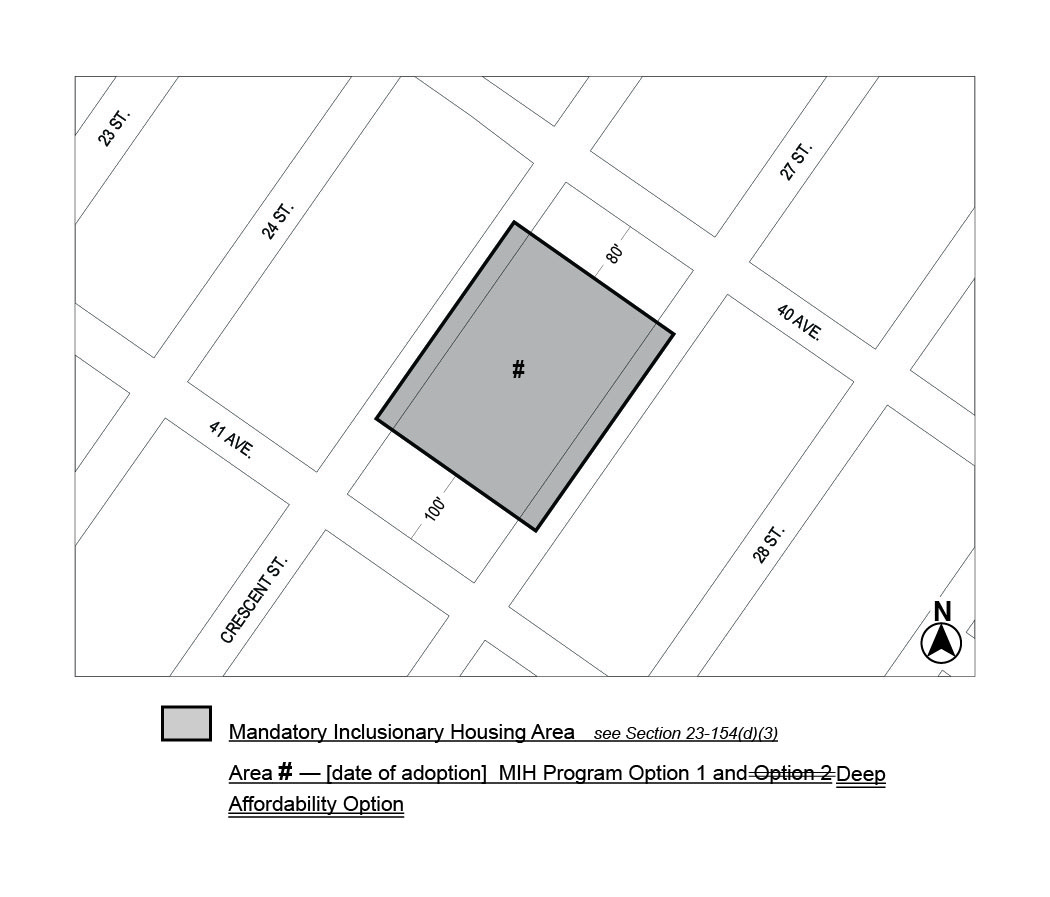 23 ST.
24 ST.
27 ST.
80'
40 AVE.
#
41 AVE.
100'
28 ST.
CRESCENT ST.
N
Mandatory Inclusionary Housing Area see Section 23-154(d)(3)
Area # — [date of adoption] MIH Program Option 1 and Option 2 Deep
Affordability Option